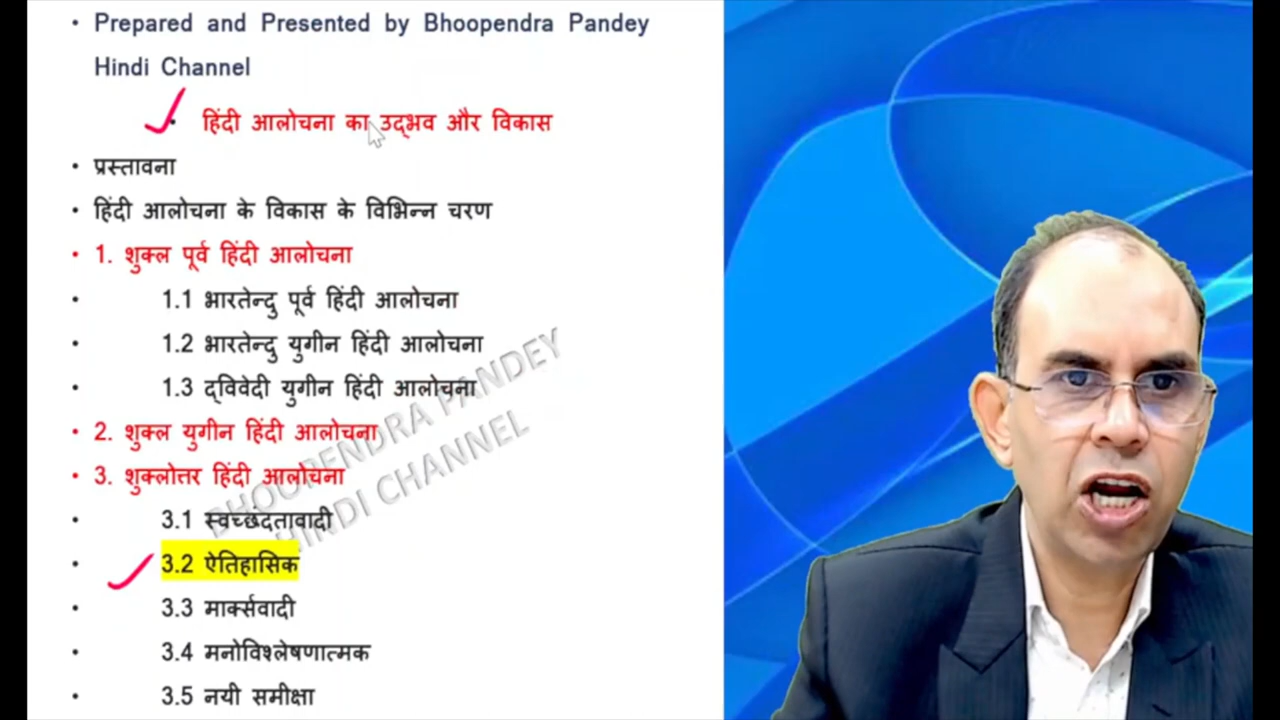 • Prepared and Presented by Bhoopendra Pandey
Hindi Channel
• हिंदी आलोचना का उद्भव और विकास
• प्रस्तावना
• हिंदी आलोचना के विकास के विभिन्न चरण
• 1. शुक्ल पूर्व हिंदी आलोचना
• 1.1 भारतेन्दु पूर्व हिंदी आलोचना
• 1.2 भारतेन्दु युगीन हिंदी आलोचना
• 1.3 द्विवेदी युगीन हिंदी आलोचना
• 2. शुक्ल युगीन हिंदी आलोचना
• 3. शुक्लोत्तर हिंदी आलोचना
• 3.1 स्वच्छंदतावादी
• 3.2 ऐतिहासिक
• 3.3 मार्क्सवादी
• 3.4 मनोविश्लेषणात्मक
• 3.5 नयी समीक्षा
BHOOPENDRA PANDEY
HINDI CHANNEL